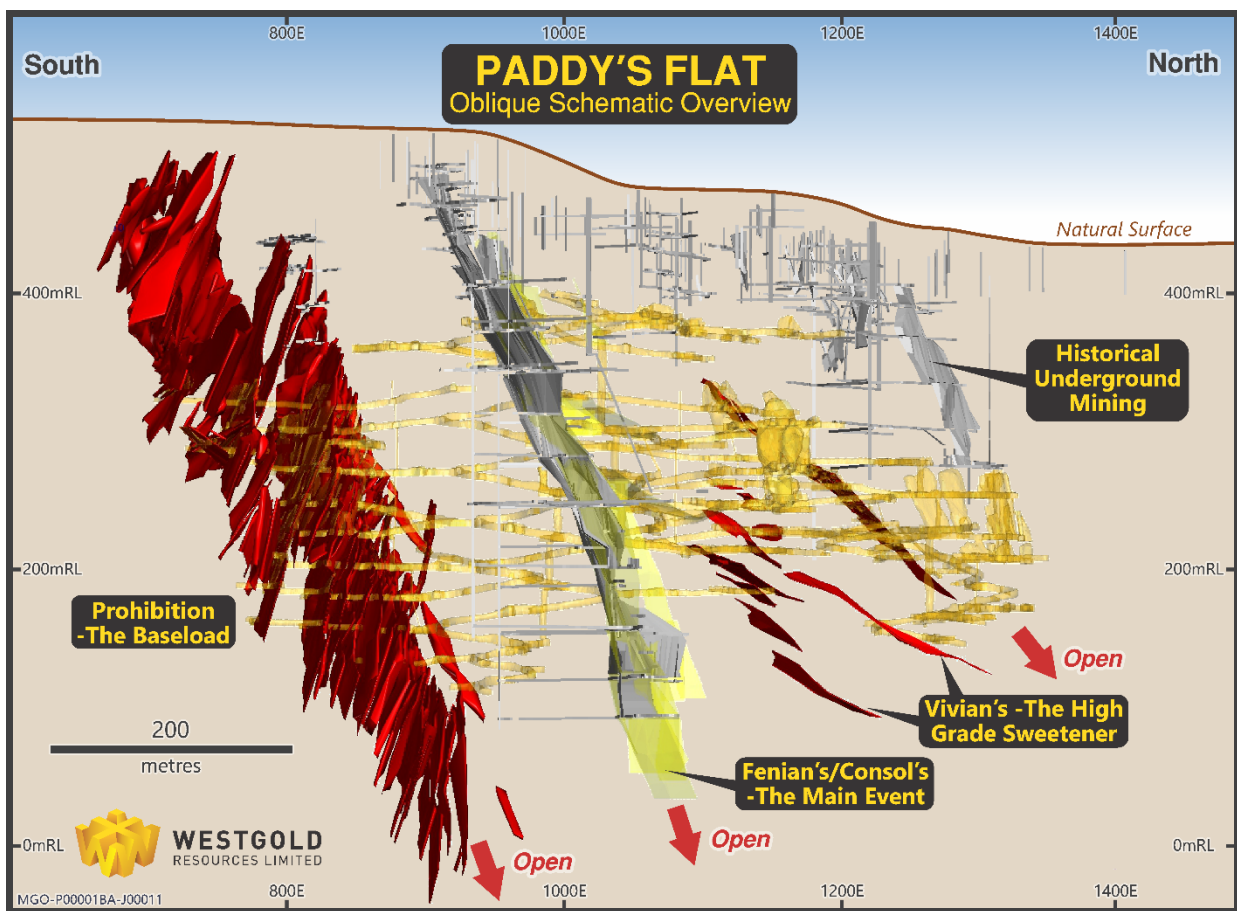 800E
1000E
1200E
1400E
South
PADDY'S FLAT
Oblique Schematic Overview
North
Natural Surface
400mRL
400mRL
Historical
Underground
Mining
200mRL
200mRL
Prohibition
-The Baseload
Open
Vivian's -The High
Grade Sweetener
200
metres
Fenian's/Consol's
-The Main Event
WESTGOLD
RESOURCES LIMITED
0mRL
Open
Open
0mRL
MGO-P00001BA-J00011
800E
1000E
1200E
1400E